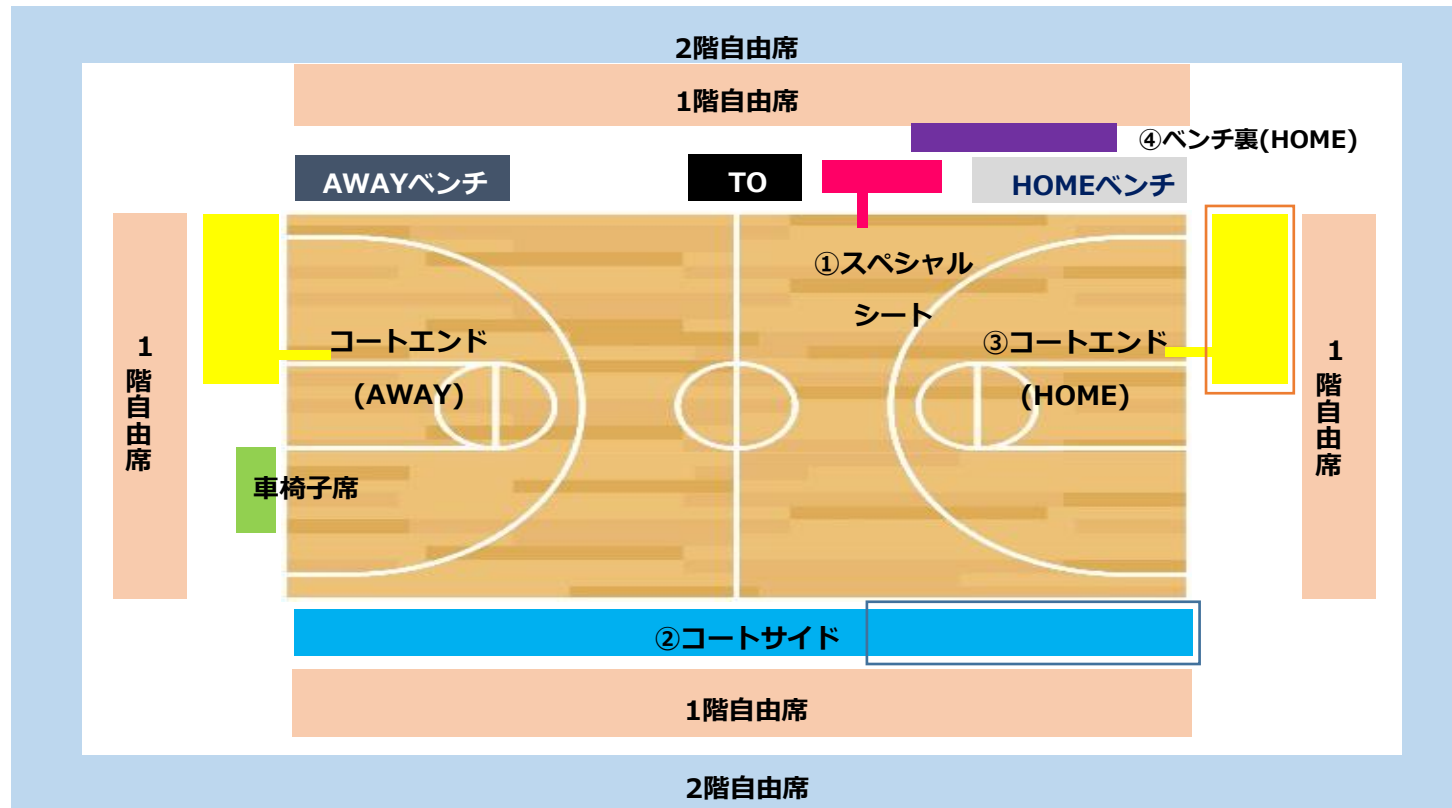 2階自由席
1階自由席
④ベンチ裏(HOME)
AWAYベンチ
TO
HOMEベンチ
①スペシャル
シート
コートエンド
(AWAY)
③コートエンド
(HOME)
1階自由席
1階自由席
車椅子席
②コートサイド
1階自由席
2階自由席